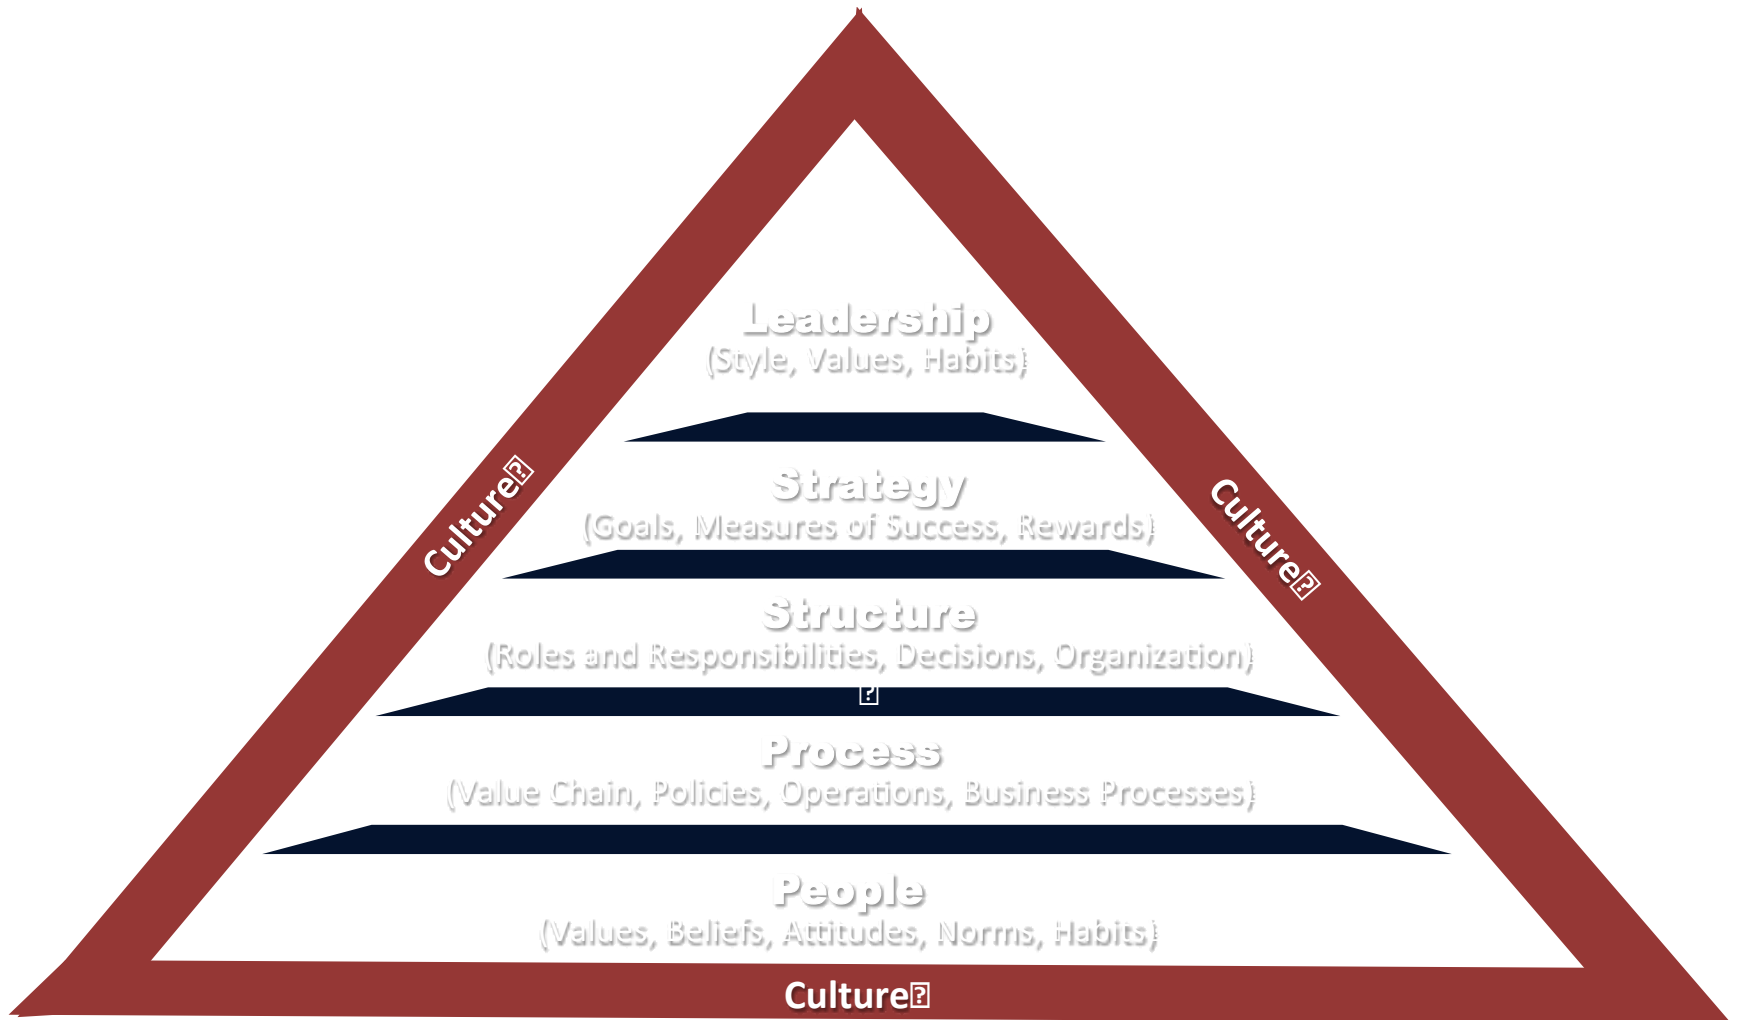 Leadership
(Style, Values, Habits)
Culture
Culture
Strategy
(Goals, Measures of Success, Rewards)
Structure
(Roles and Responsibilities, Decisions, Organization)
Process
(Value Chain, Policies, Operations, Business Processes)
People
(Values, Beliefs, Attitudes, Norms, Habits)
Culture